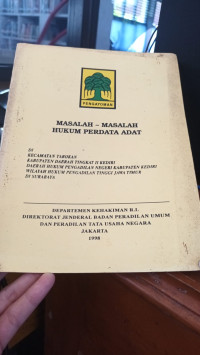 PENGAYOMAN
MASALAH - MASALAH
HUKUM PERDATA ADAT
DI
KECAMATAN TAROKAN
KABUPATEN DAERAH TINGKAT II KEDIRI
DAERAH HUKUM PENGADILAN NEGERI KABUPATEN KEDIRI
WILAYAH HUKUM PENGADILAN TINGGI JAWA TIMUR
DI SURABAYA
DEPARTEMEN KEHAKIMAN R.I.
DIREKTORAT JENDERAL BADAN PERADILAN UMUM
DAN PERADILAN TATA USAHA NEGARA
JAKARTA
1998